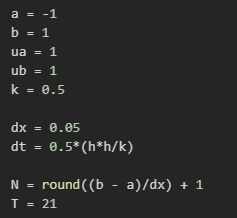 a = -1
b = 1
ua = 1
ub = 1
k = 0.5
dx = 0.05
dt = 0.5*(h*h/k)
N = round((b - a)/dx) + 1
T = 21